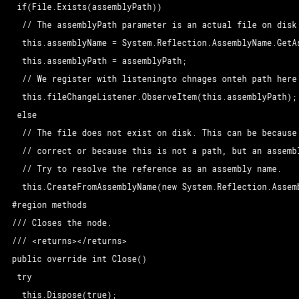 if(File.Exists(assemblyPath))
// The assemblyPath parameter is an actual file on disk
this.assemblyName = System.Reflection.AssemblyName.GetAs
this.assemblyPath = assemblyPath;
// We register with listeningto chnages onteh path here
this.fileChangeListener.ObserveItem(this.assemblyPath);
else
// The file does not exist on disk. This can be because
// correct or because this is not a path, but an assembl
// Try to resolve the reference as an assembly name.
this.CreateFromAssemblyName(new System.Reflection.Assemb
#region methods
/// Closes the node.
/// <returns></returns>
public override int Close()
try
this.Dispose(true);